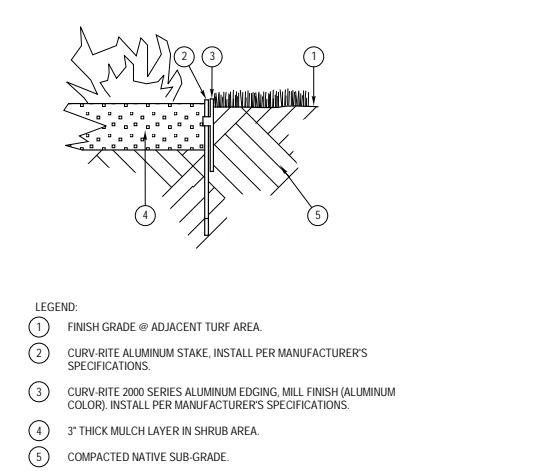 2 3 1
4 5
LEGEND:
1 FINISH GRADE @ ADJACENT TURF AREA.
2 CURV-RITE ALUMINUM STAKE, INSTALL PER MANUFACTURER'S
SPECIFICATIONS.
3 CURV-RITE 2000 SERIES ALUMINUM EDGING, MILL FINISH (ALUMINUM
COLOR). INSTALL PER MANUFACTURER'S SPECIFICATIONS.
4 3" THICK MULCH LAYER IN SHRUB AREA.
5 COMPACTED NATIVE SUB-GRADE.